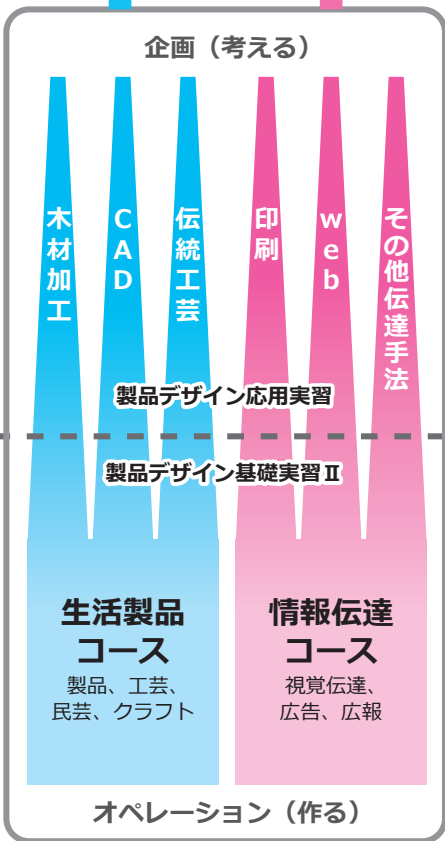 企画（考える）
木材加工
CAD
伝統工芸
印刷
web
その他伝達手法
製品デザイン応用実習
製品デザイン基礎実習Ⅱ
生活製品
コース
製品、工芸、
民芸、クラフト
情報伝達
コース
視覚伝達、
広告、広報
オペレーション（作る）